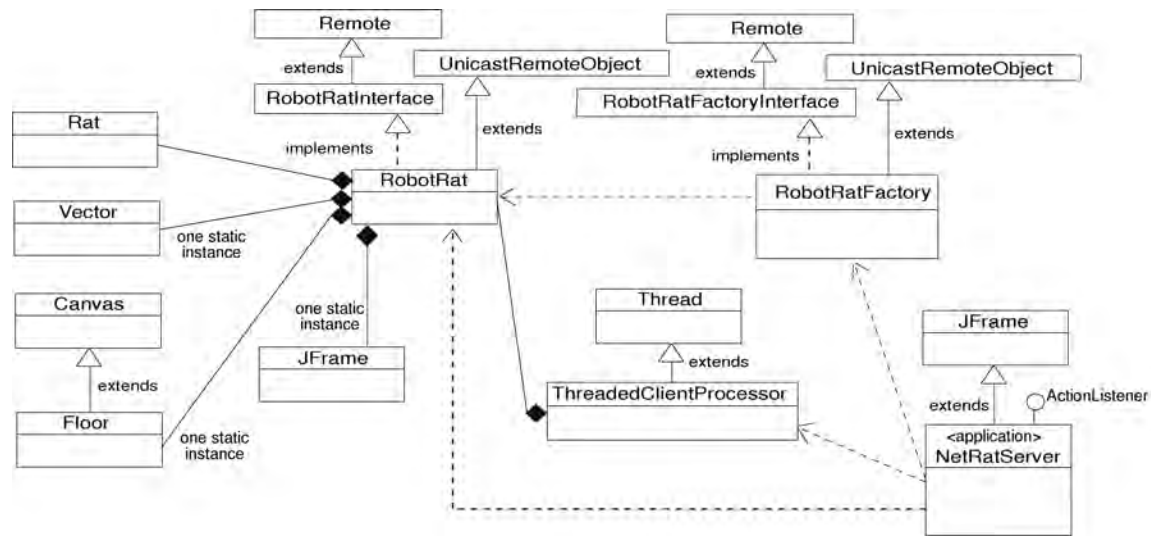 Remote
Remote
extends
UnicastRemoteObject
extends
UnicastRemoteObject
RobotRatInterface
RobotRatFactoryInterface
Rat
extends
extends
implements
implements
RobotRat
RobotRatFactory
Vector
one static
instance
Canvas
Thread
one static
instance
JFrame
JFrame
extends
extends
ThreadedClientProcessor
extends
ActionListener
Floor
one static
instance
<application>
NetRatServer